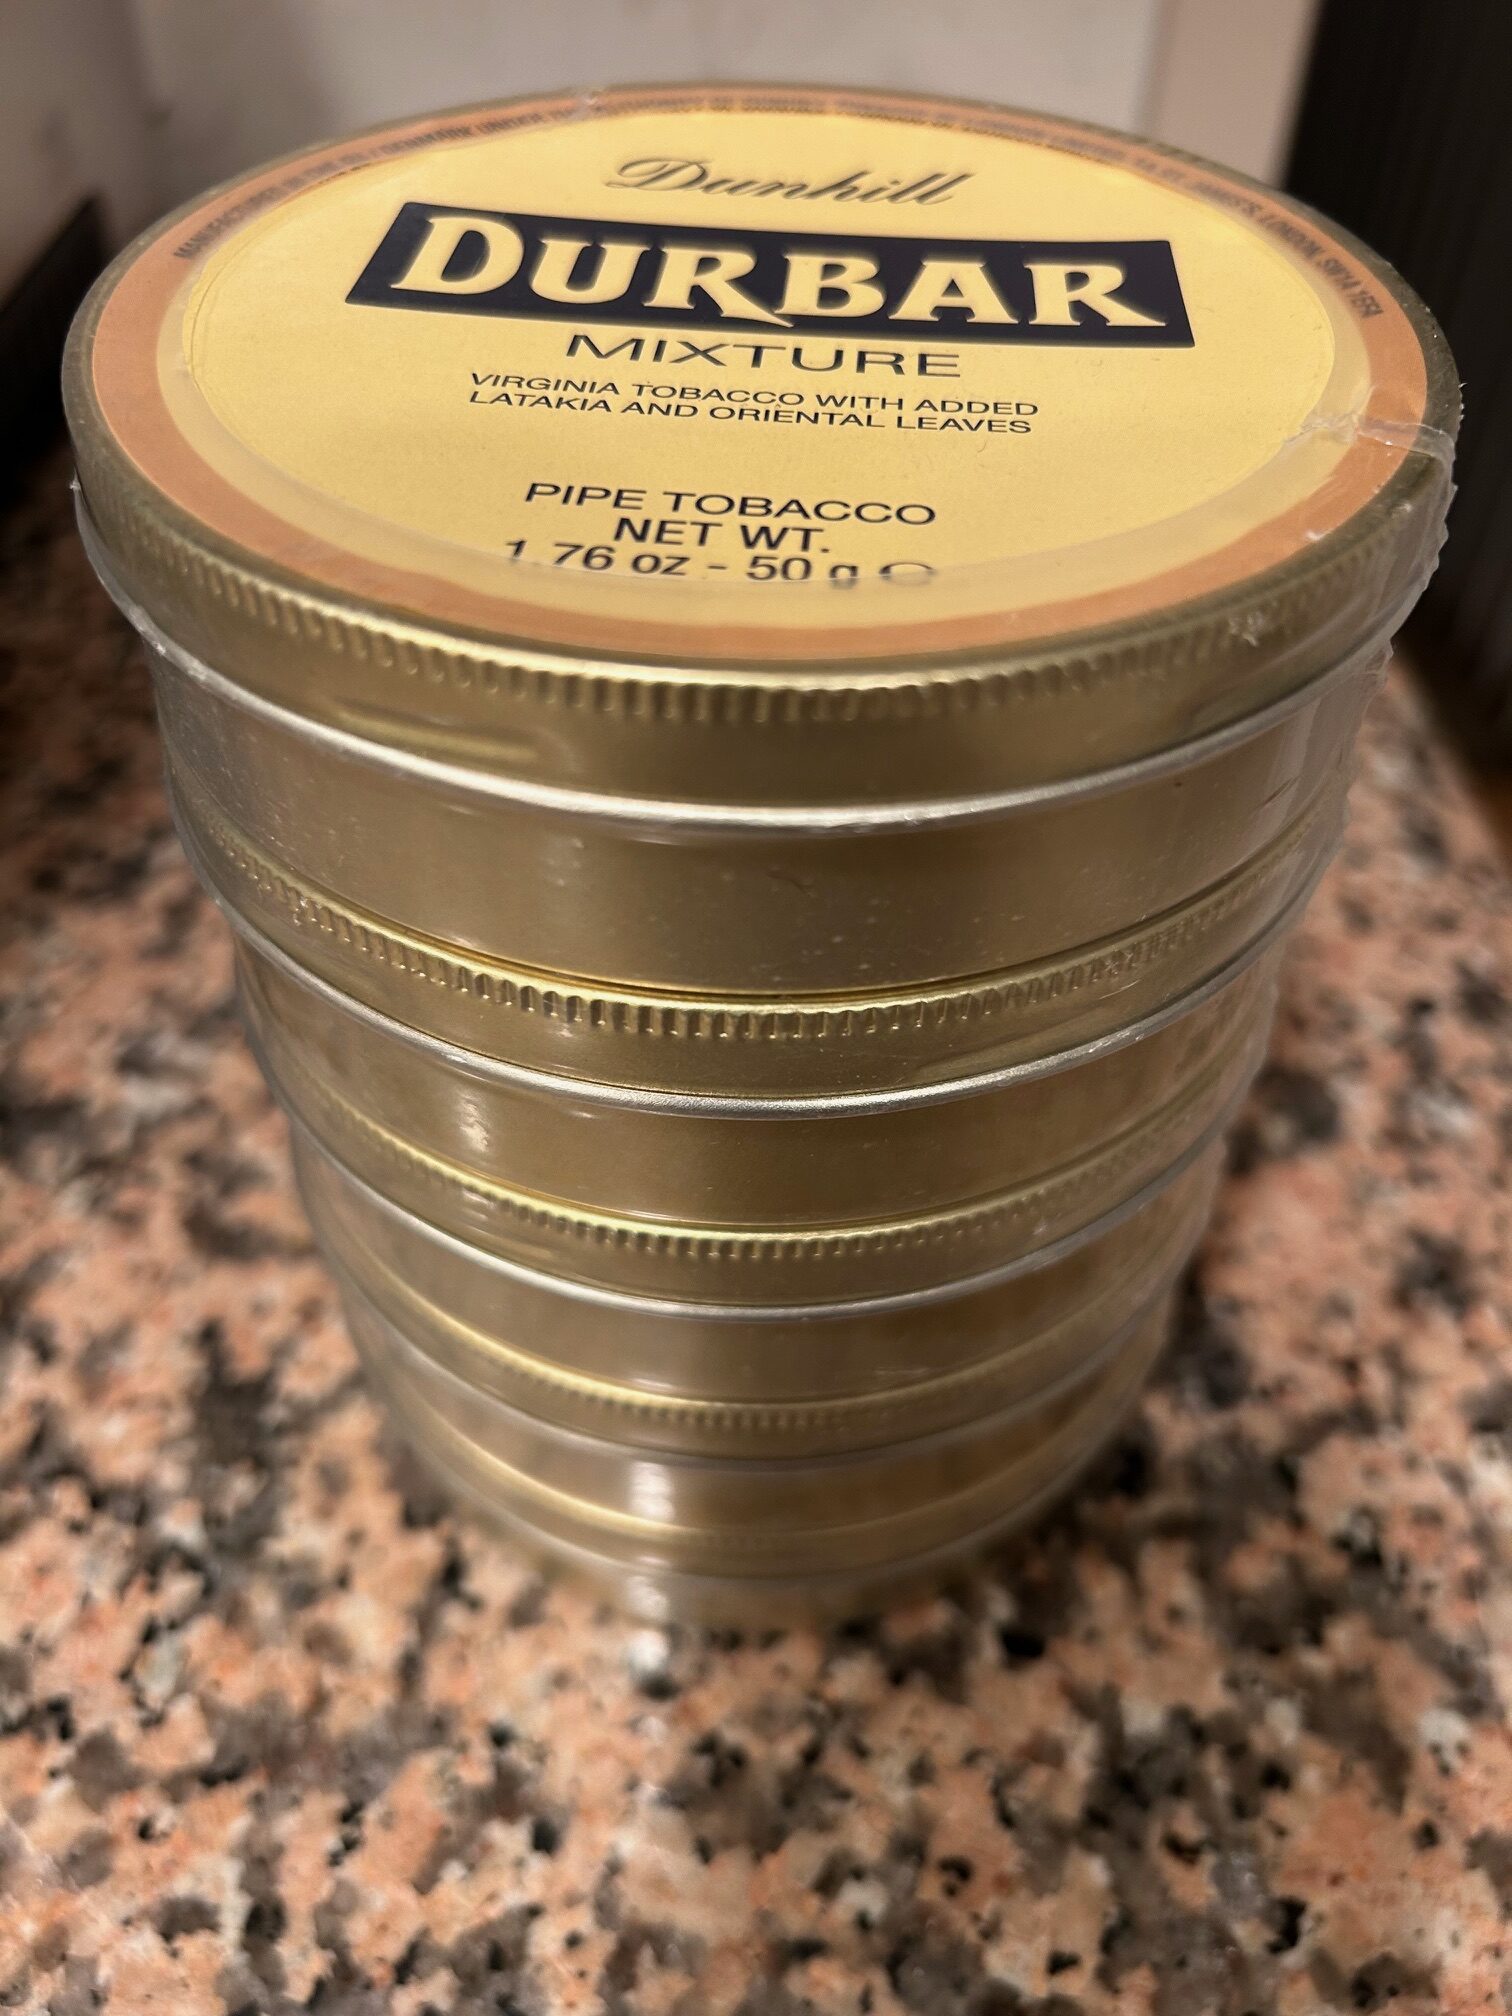 Dunhill
DURBAR
MIXTURE
VIRGINIA TOBACCO WITH ADDED
LATAKIA AND ORIENTAL LEAVES
PIPE TOBACCO
NET WT.
1.76 oz - 50 g e